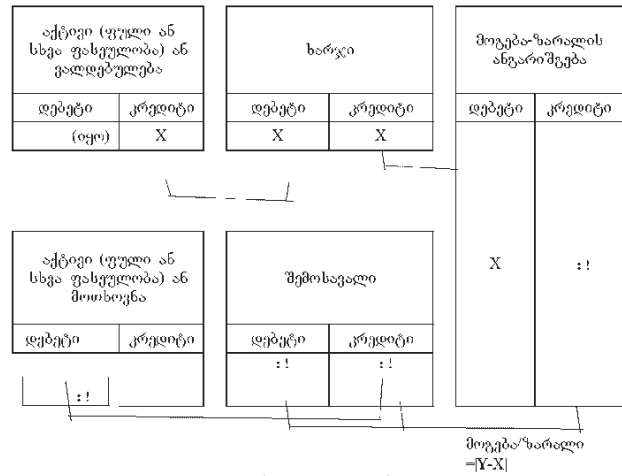 აქტივი (ფული ან
სხვა ფასეულობა) ან
ვალდებულება
დებეტი კრედიტი
(იყო) X
ხარჯი
დებეტი კრედიტი
X X
მოგება-ზარალის
ანგარიშგება
დებეტი კრედიტი
X :!
აქტივი (ფული ან
სხვა ფასეულობა) ან
მოთხოვნა
დებეტი კრედიტი
:!
შემოსავალი
დებეტი კრედიტი
:! :!
მოგება/ზარალი
=|Y-X|